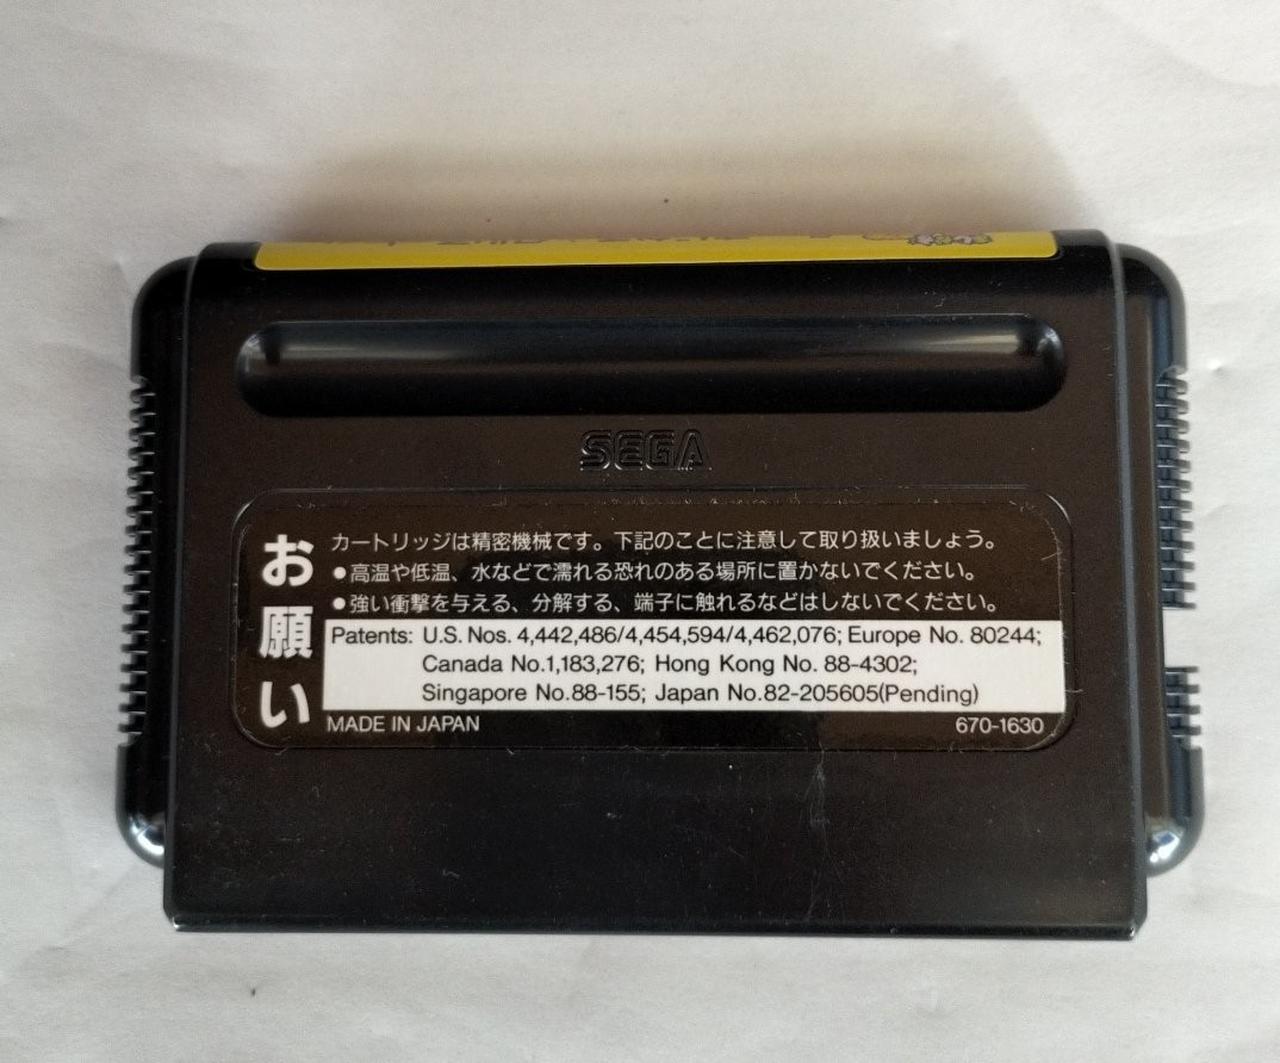 SEGA
お願い
カートリッジは精密機械です。下記のことに注意して取り扱いましょう。
●高温や低温、水などで濡れる恐れのある場所に置かないでください。
●強い衝撃を与える、分解する、端子に触れるなどはしないでください。
Patents: U.S. Nos. 4,442,486/4,454,594/4,462,076; Europe No. 80244;
Canada No.1,183,276; Hong Kong No. 88-4302;
Singapore No.88-155; Japan No.82-205605(Pending)
MADE IN JAPAN 670-1630